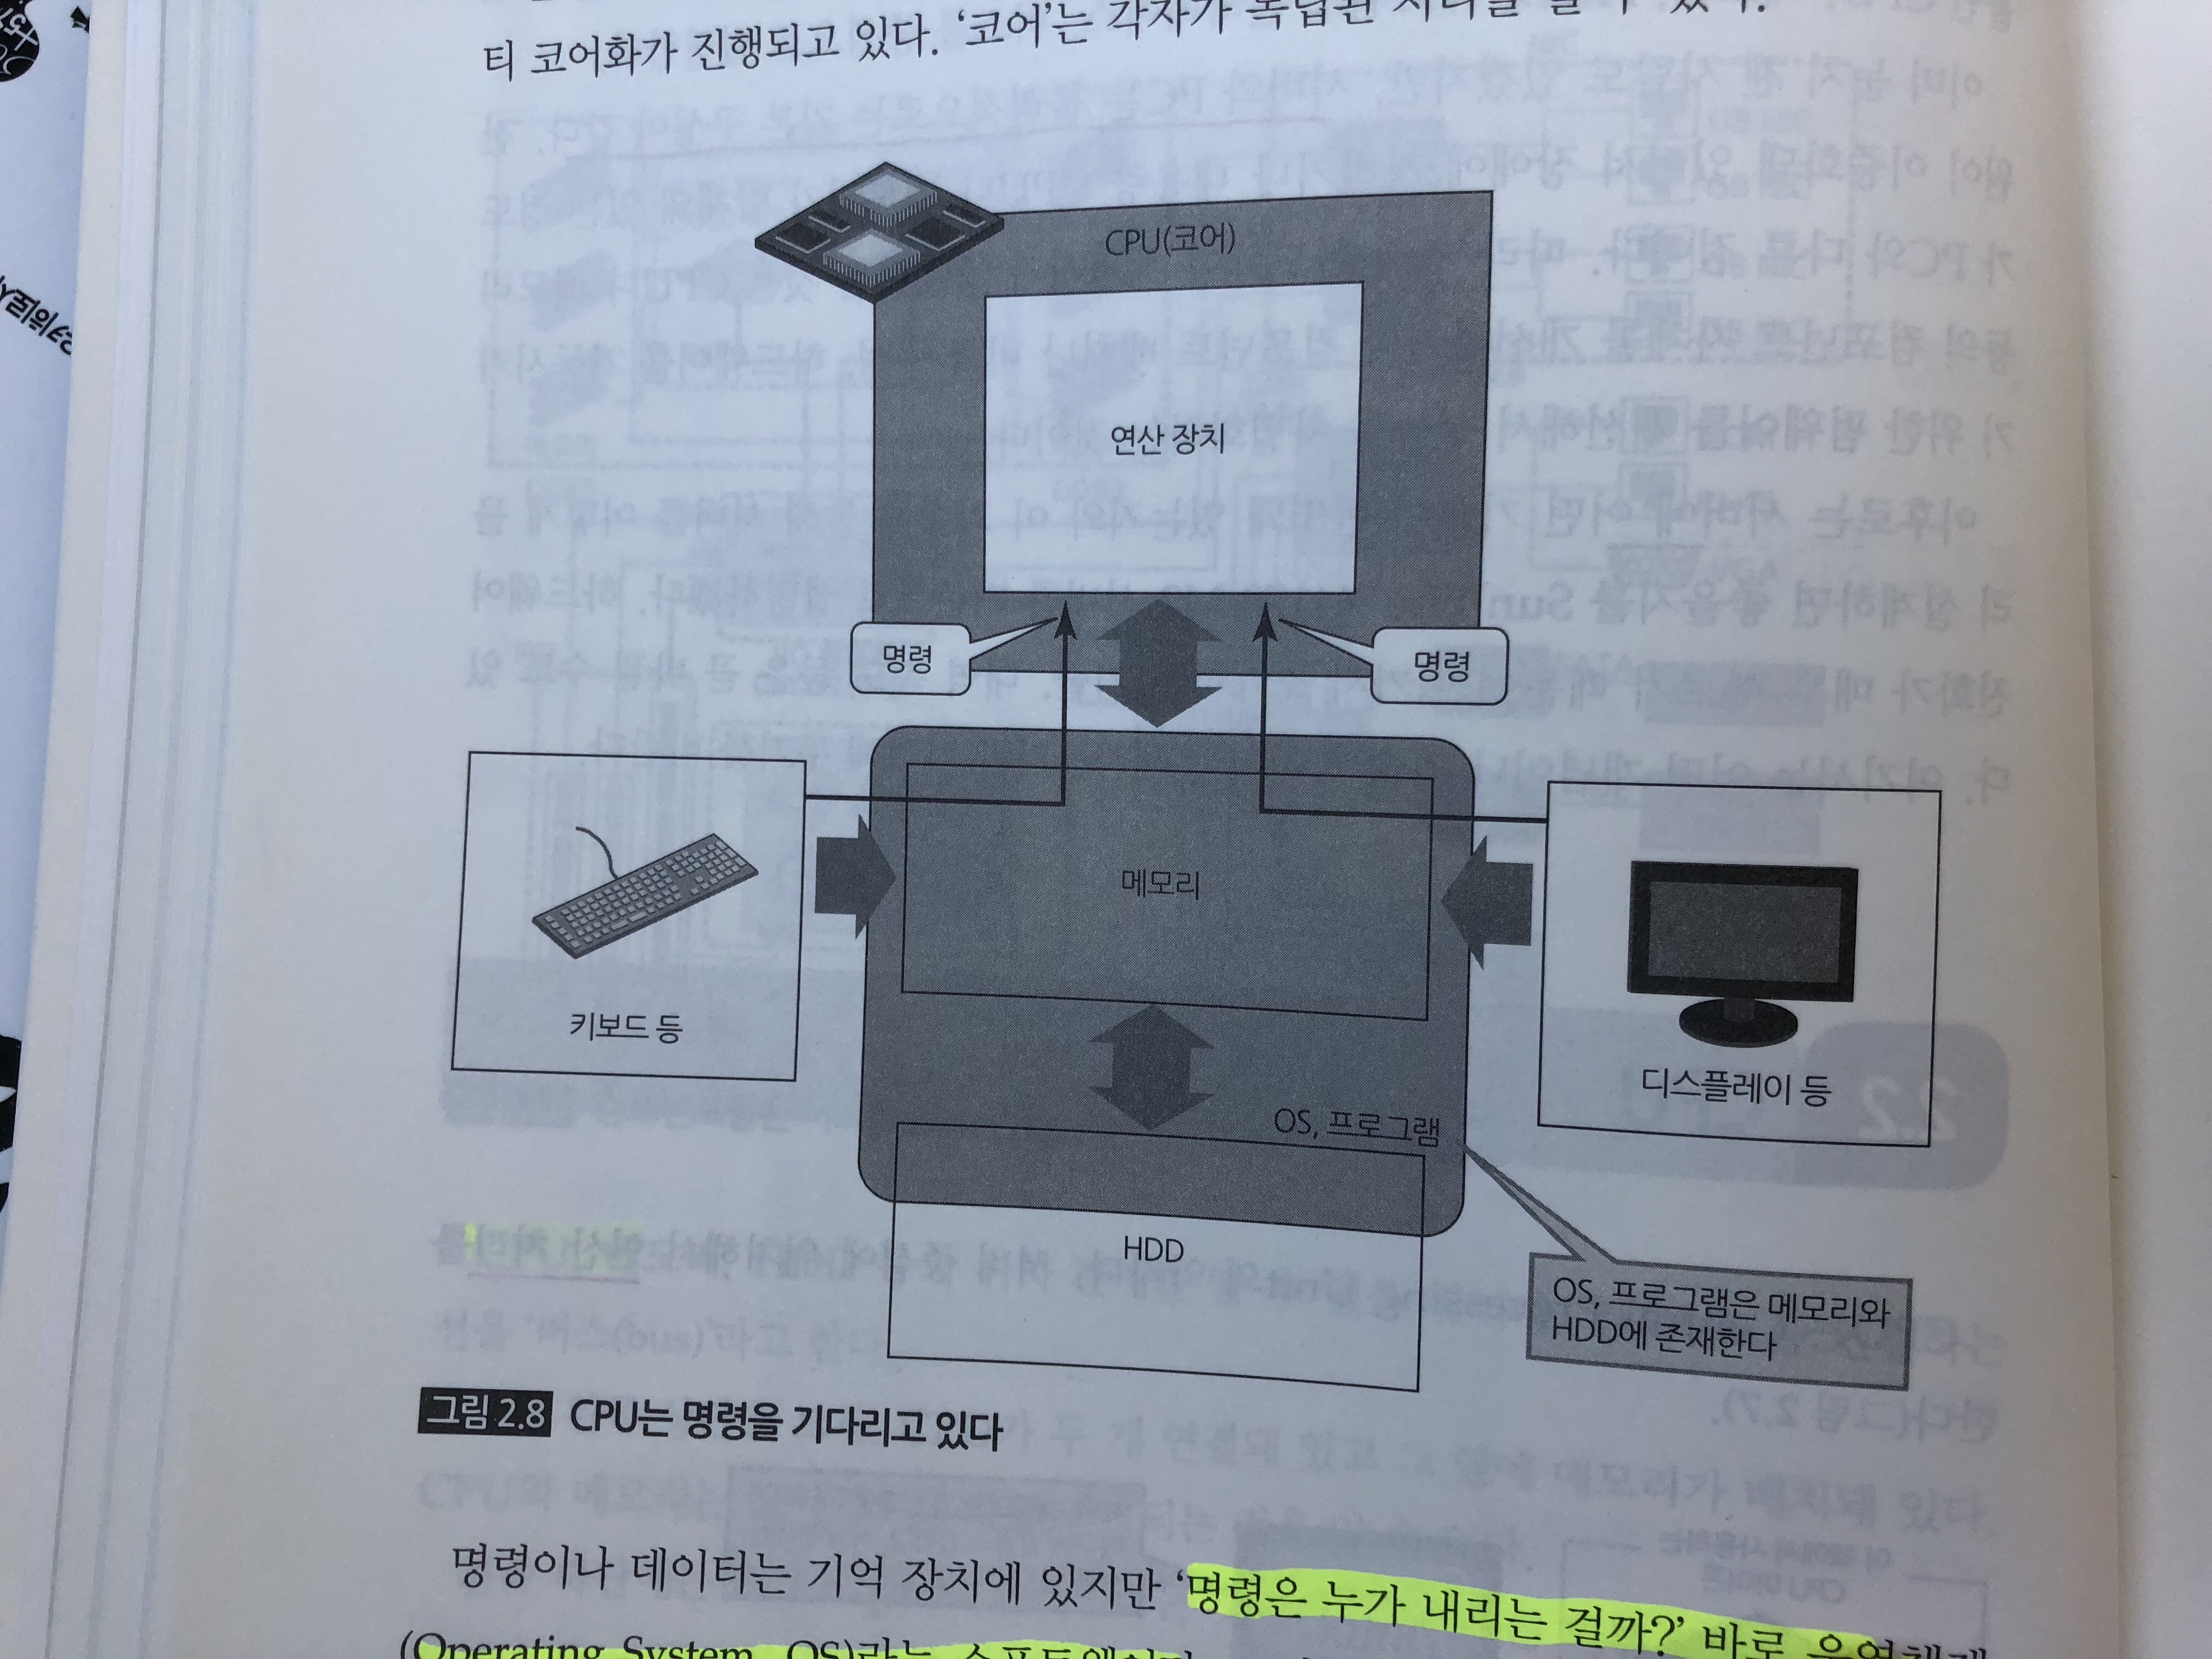 티 코어화가 진행되고 있다. ‘코어’는 각자가 독립된
CPU(코어)
연산 장치
명령
명령
메모리
키보드 등
디스플레이 등
OS, 프로그램
HDD
OS, 프로그램은 메모리와
HDD에 존재한다
그림 2.8 CPU는 명령을 기다리고 있다
명령이나 데이터는 기억 장치에 있지만 ‘명령은 누가 내리는 걸까?’ 바로 운영체제
(Operating System, OS)라는 소프트웨어다